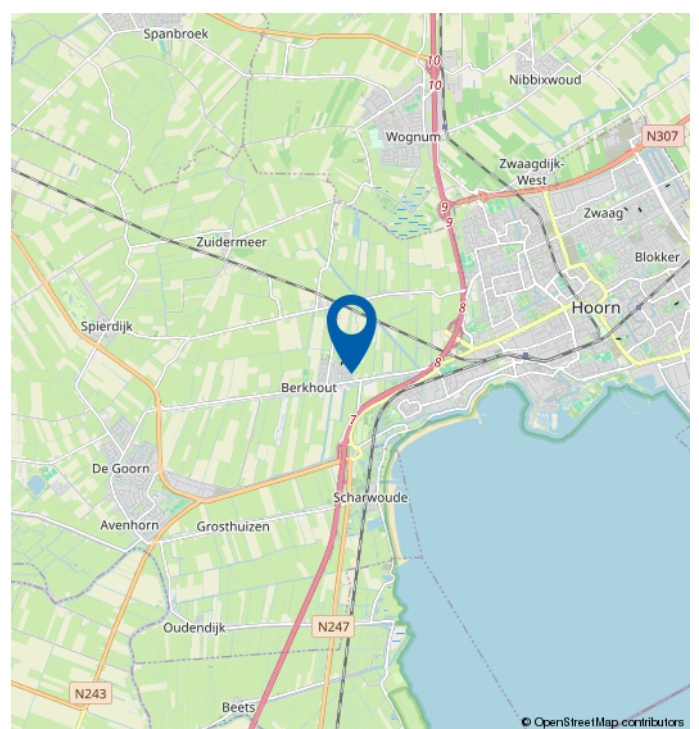 Spanbroek
10
10
Nibbixwoud
Wognum
N307
Zwaagdijk-
West
9
9
Zwaag
Zuidermeer
Blokker
Hoorn
8
Spierdijk
8
Berkhout
7
De Goorn
Scharwoude
Avenhorn
Grosthuizen
Oudendijk
N247
N243
Beets
© OpenStreetMap contributors